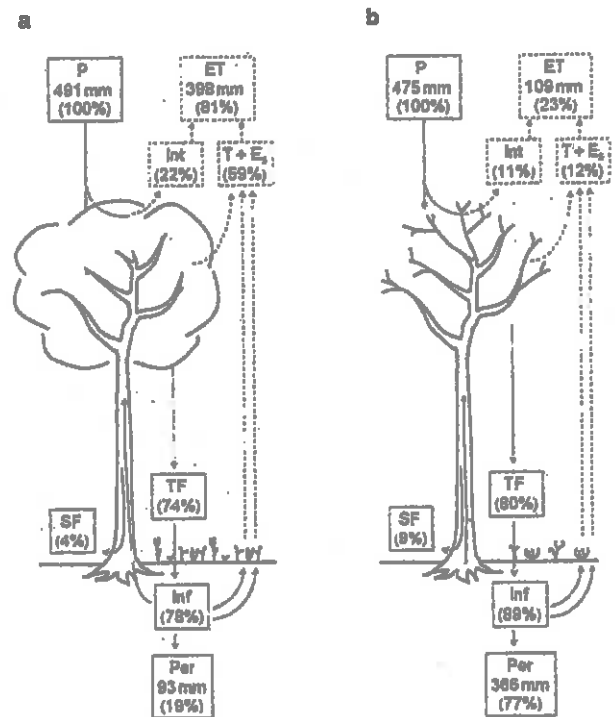 a
P
491 mm
(100%)
ET
398 mm
(81%)
Int
(22%)
T + Es
(59%)
TF
(74%)
SF
(4%)
Inf
(78%)
Per
93 mm
(19%)
b
P
475 mm
(100%)
ET
109 mm
(23%)
Int
(11%)
T + Es
(12%)
TF
(80%)
SF
(9%)
Inf
(89%)
Per
366 mm
(77%)